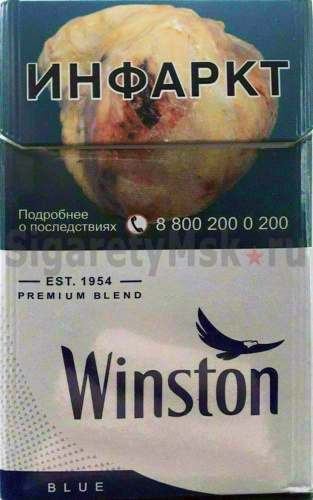 ИНФАРКТ
Подробнее
о последствиях 8 800 200 0 200
SigaretyMsk.ru
EST. 1954
PREMIUM BLEND
Winston
BLUE